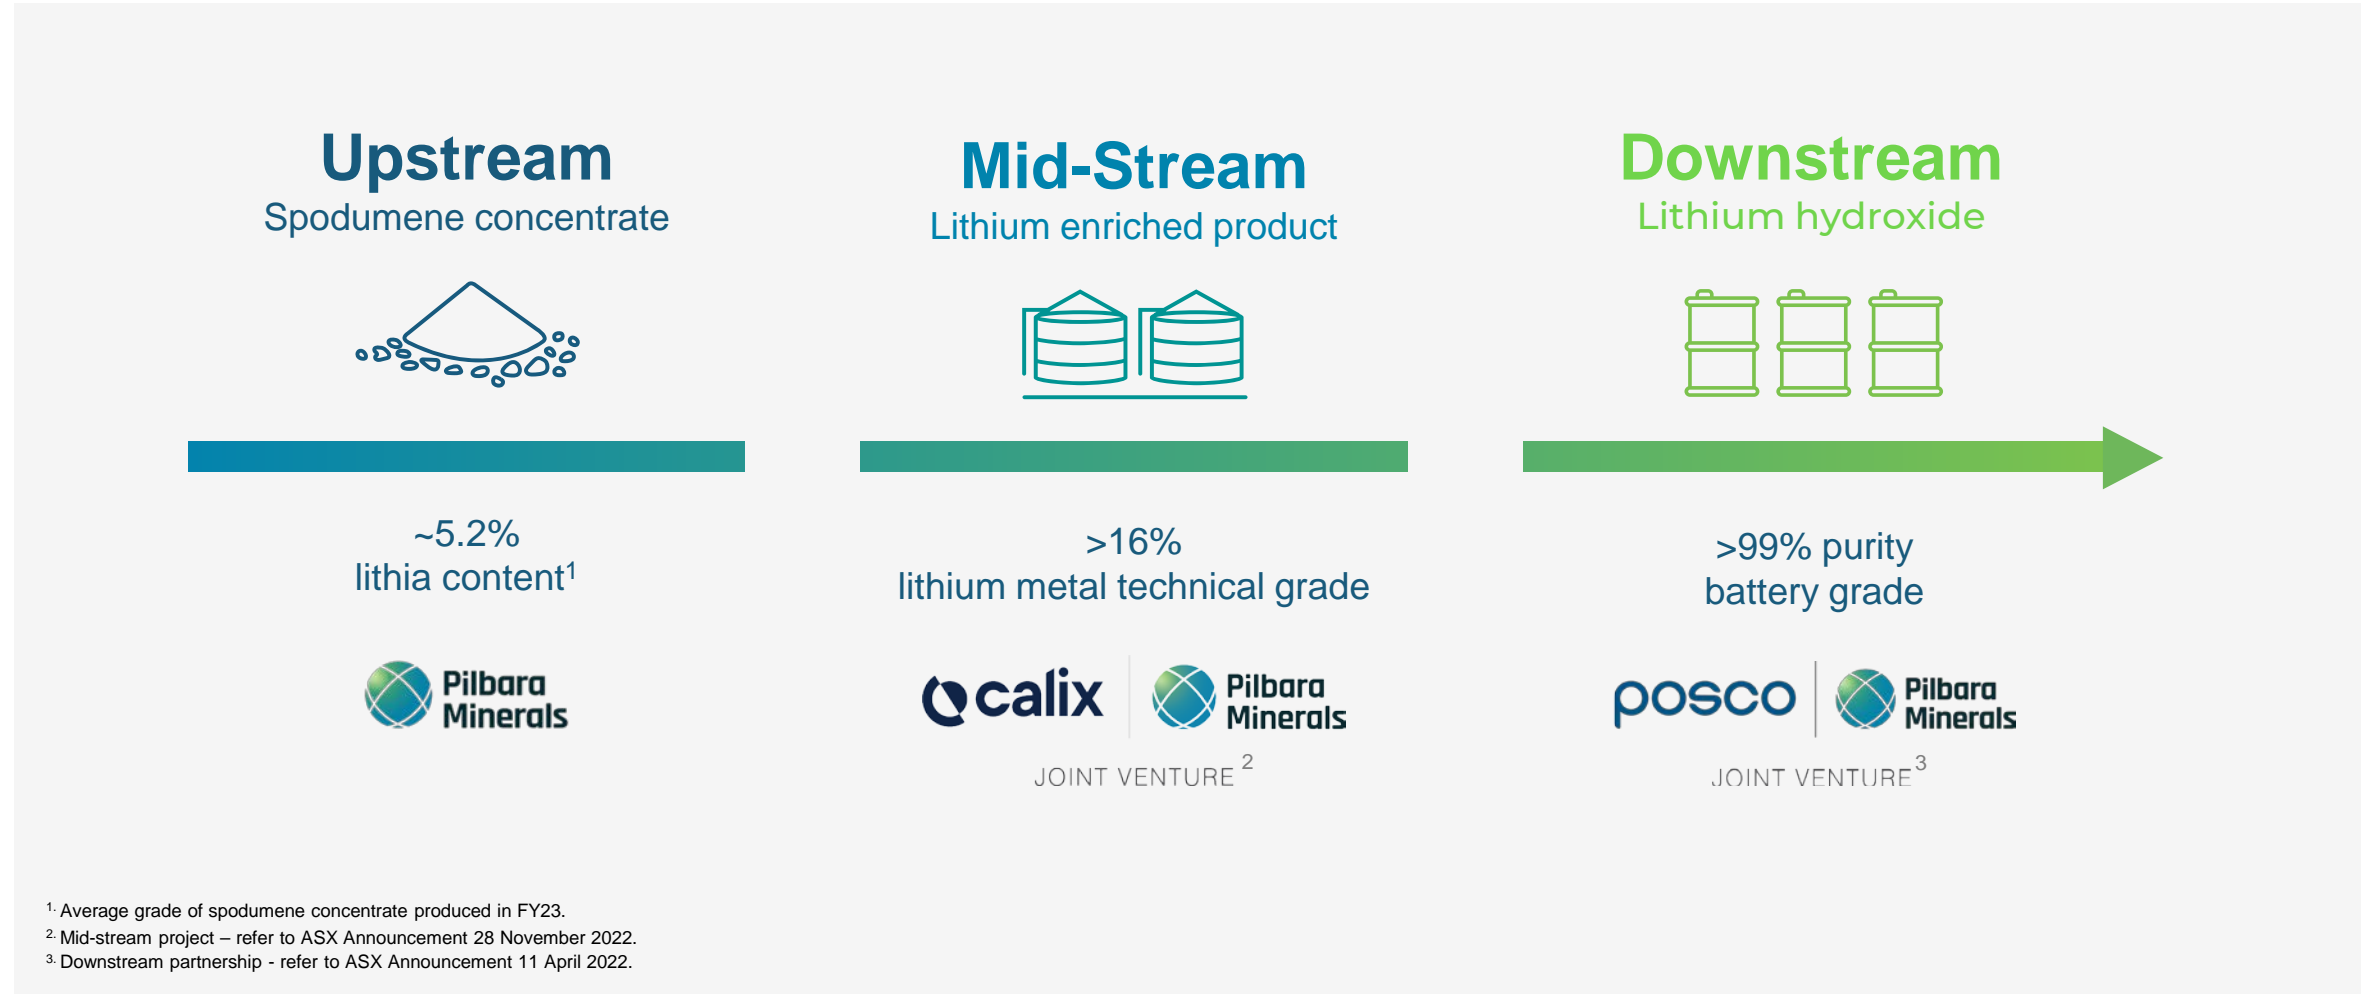 Upstream
Spodumene concentrate
~5.2%
lithia content1
Pilbara
Minerals
Mid-Stream
Lithium enriched product
>16%
lithium metal technical grade
calix
Pilbara
Minerals
JOINT VENTURE 2
Downstream
Lithium hydroxide
>99% purity
battery grade
posco
Pilbara
Minerals
JOINT VENTURE 3
1. Average grade of spodumene concentrate produced in FY23.
2. Mid-stream project – refer to ASX Announcement 28 November 2022.
3. Downstream partnership - refer to ASX Announcement 11 April 2022.